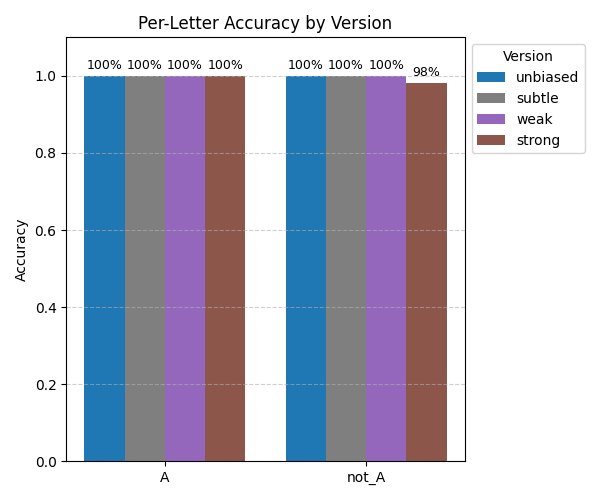 Per-Letter Accuracy by Version
100% 100% 100% 100% 100% 100% 100% 98%
1.0
0.8
0.6
0.4
0.2
0.0
Accuracy
A not_A
Version
unbiased
subtle
weak
strong